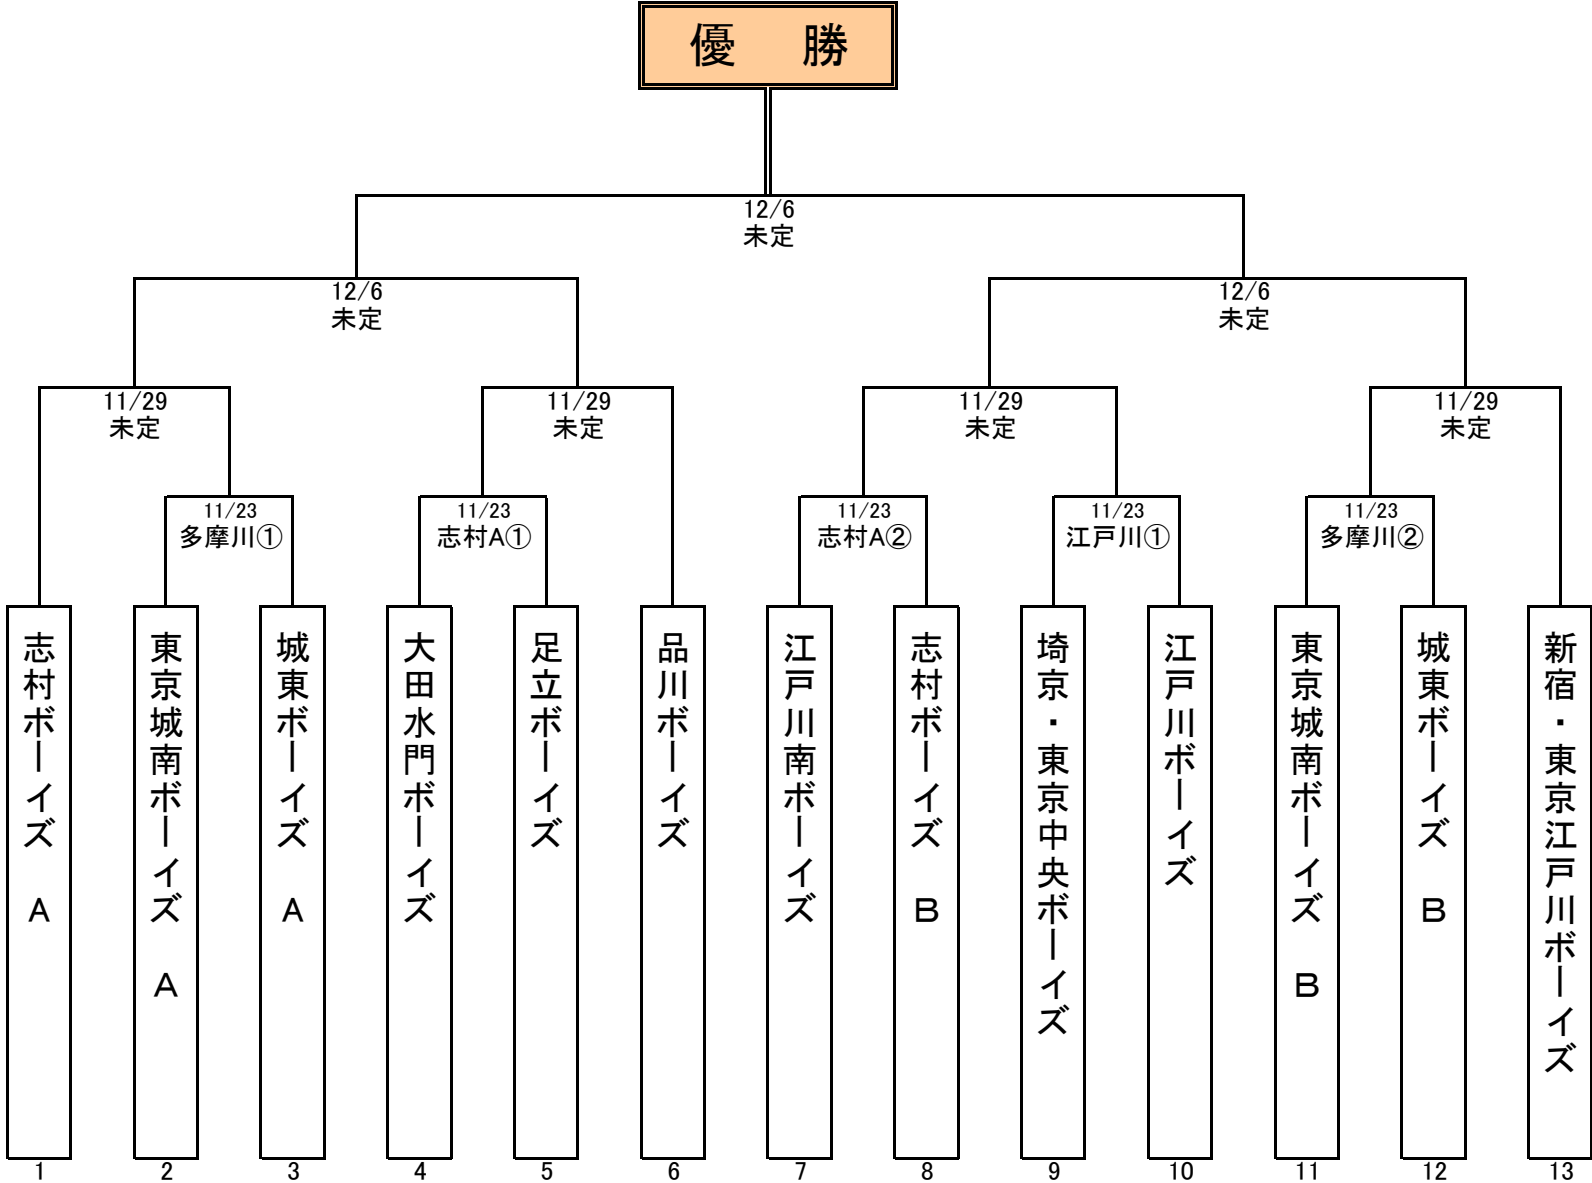 優　勝
12/6
未定
12/6
未定
12/6
未定
11/29
未定
11/29
未定
11/29
未定
11/29
未定
11/23
多摩川①
11/23
志村A①
11/23
志村A②
11/23
江戸川①
11/23
多摩川②
志村ボーイズ　A
東京城南ボーイズ　A
城東ボーイズ　A
大田水門ボーイズ
足立ボーイズ
品川ボーイズ
江戸川南ボーイズ
志村ボーイズ　B
埼京・東京中央ボーイズ
江戸川ボーイズ
東京城南ボーイズ　B
城東ボーイズ　B
新宿・東京江戸川ボーイズ
1 2 3 4 5 6 7 8 9 10 11 12 13